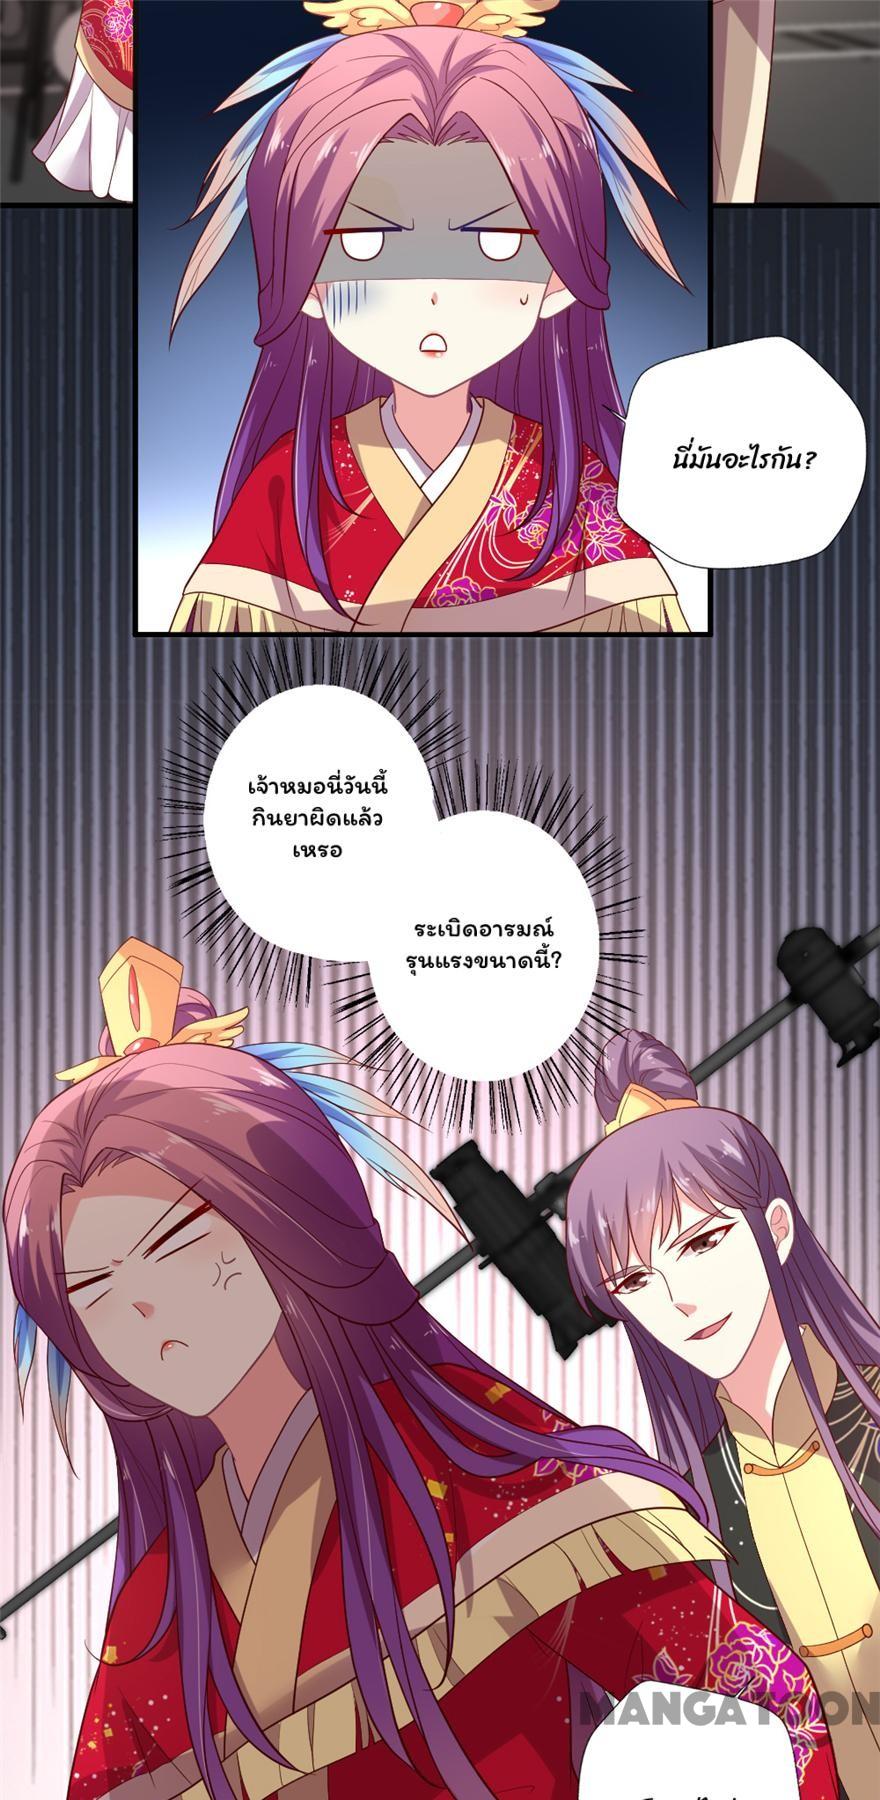 นี่มันอะไรกัน?
เจ้าหมอนี่วันนี้
กินยาผิดแล้ว
เหรอ
ระเบิดอารมณ์
รุนแรงขนาดนี้?
MANGATOON